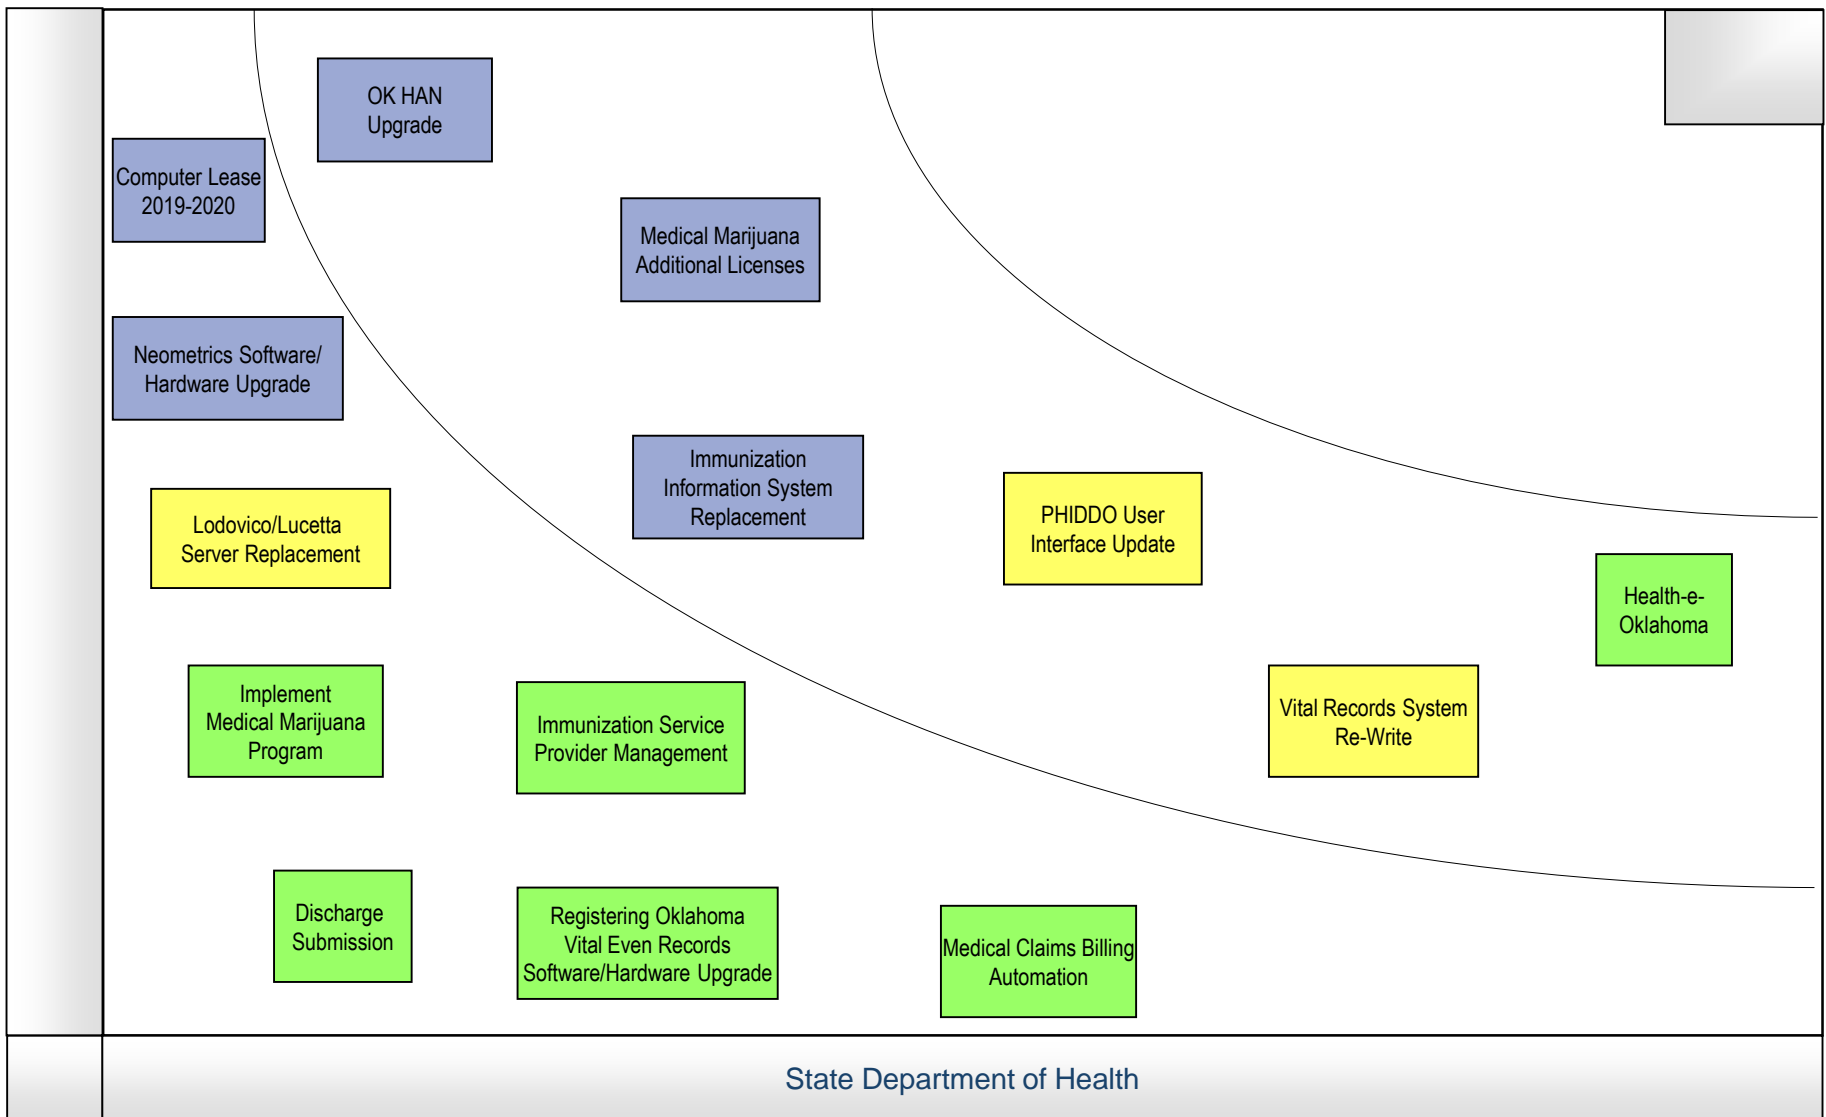 OK HAN
Upgrade
Computer Lease
2019-2020
Medical Marijuana
Additional Licenses
Neometrics Software/
Hardware Upgrade
Immunization
Information System
Replacement
PHIDDO User
Interface Update
Lodovico/Lucetta
Server Replacement
Health-e-
Oklahoma
Implement
Medical Marijuana
Program
Immunization Service
Provider Management
Vital Records System
Re-Write
Discharge
Submission
Registering Oklahoma
Vital Even Records
Software/Hardware Upgrade
Medical Claims Billing
Automation
State Department of Health